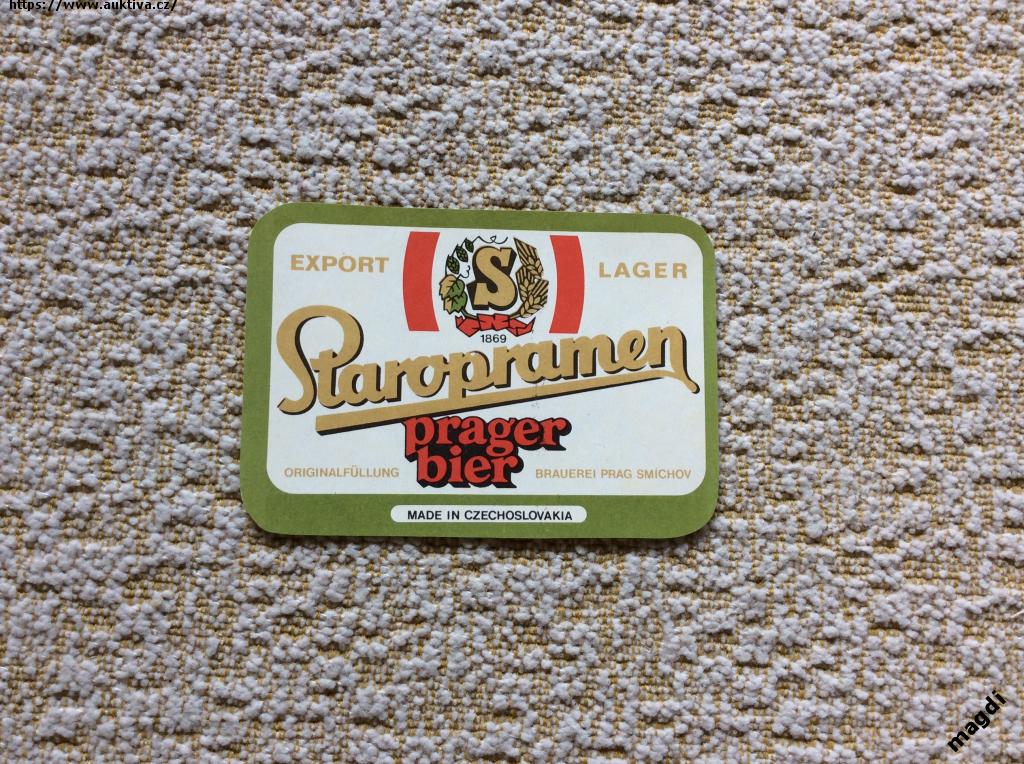 https://www.auktiva.cz/
EXPORT
LAGER
S
1869
Staropramen
prager
bier
ORIGINALFÜLLUNG
BRAUEREI PRAG SMÍCHOV
MADE IN CZECHOSLOVAKIA
magdi